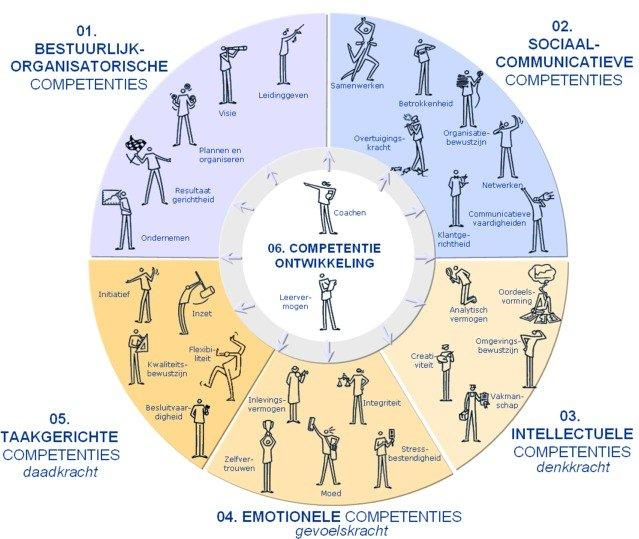 01.
BESTUURLIJK-
ORGANISATORISCHE
COMPETENTIES
Leidinggeven
Visie
Plannen en
organiseren
Resultaat
gerichtheid
Ondernemen
02.
SOCIAAL-
COMMUNICATIEVE
COMPETENTIES
Samenwerken
Betrokkenheid
Overtuigings-
kracht
Organisatie-
bewustzijn
Netwerken
Communicatieve
vaardigheden
Klantge-
richtheid
Coachen
06. COMPETENTIE
ONTWIKKELING
Leerver-
mogen
Analytisch
vermogen
Oordeels-
vorming
Omgevings-
bewustzijn
Creati-
viteit
Vakman-
schap
03.
INTELLECTUELE
COMPETENTIES
denkkracht
Inlevings-
vermogen
Integriteit
Zelfver-
trouwen
Moed
Stress-
bestendigheid
04. EMOTIONELE COMPETENTIES
gevoelskracht
Initiatief
Inzet
Kwaliteits-
bewustzijn
Flexibi-
liteit
Besluitvaar-
digheid
05.
TAAKGERICHTE
COMPETENTIES
daadkracht